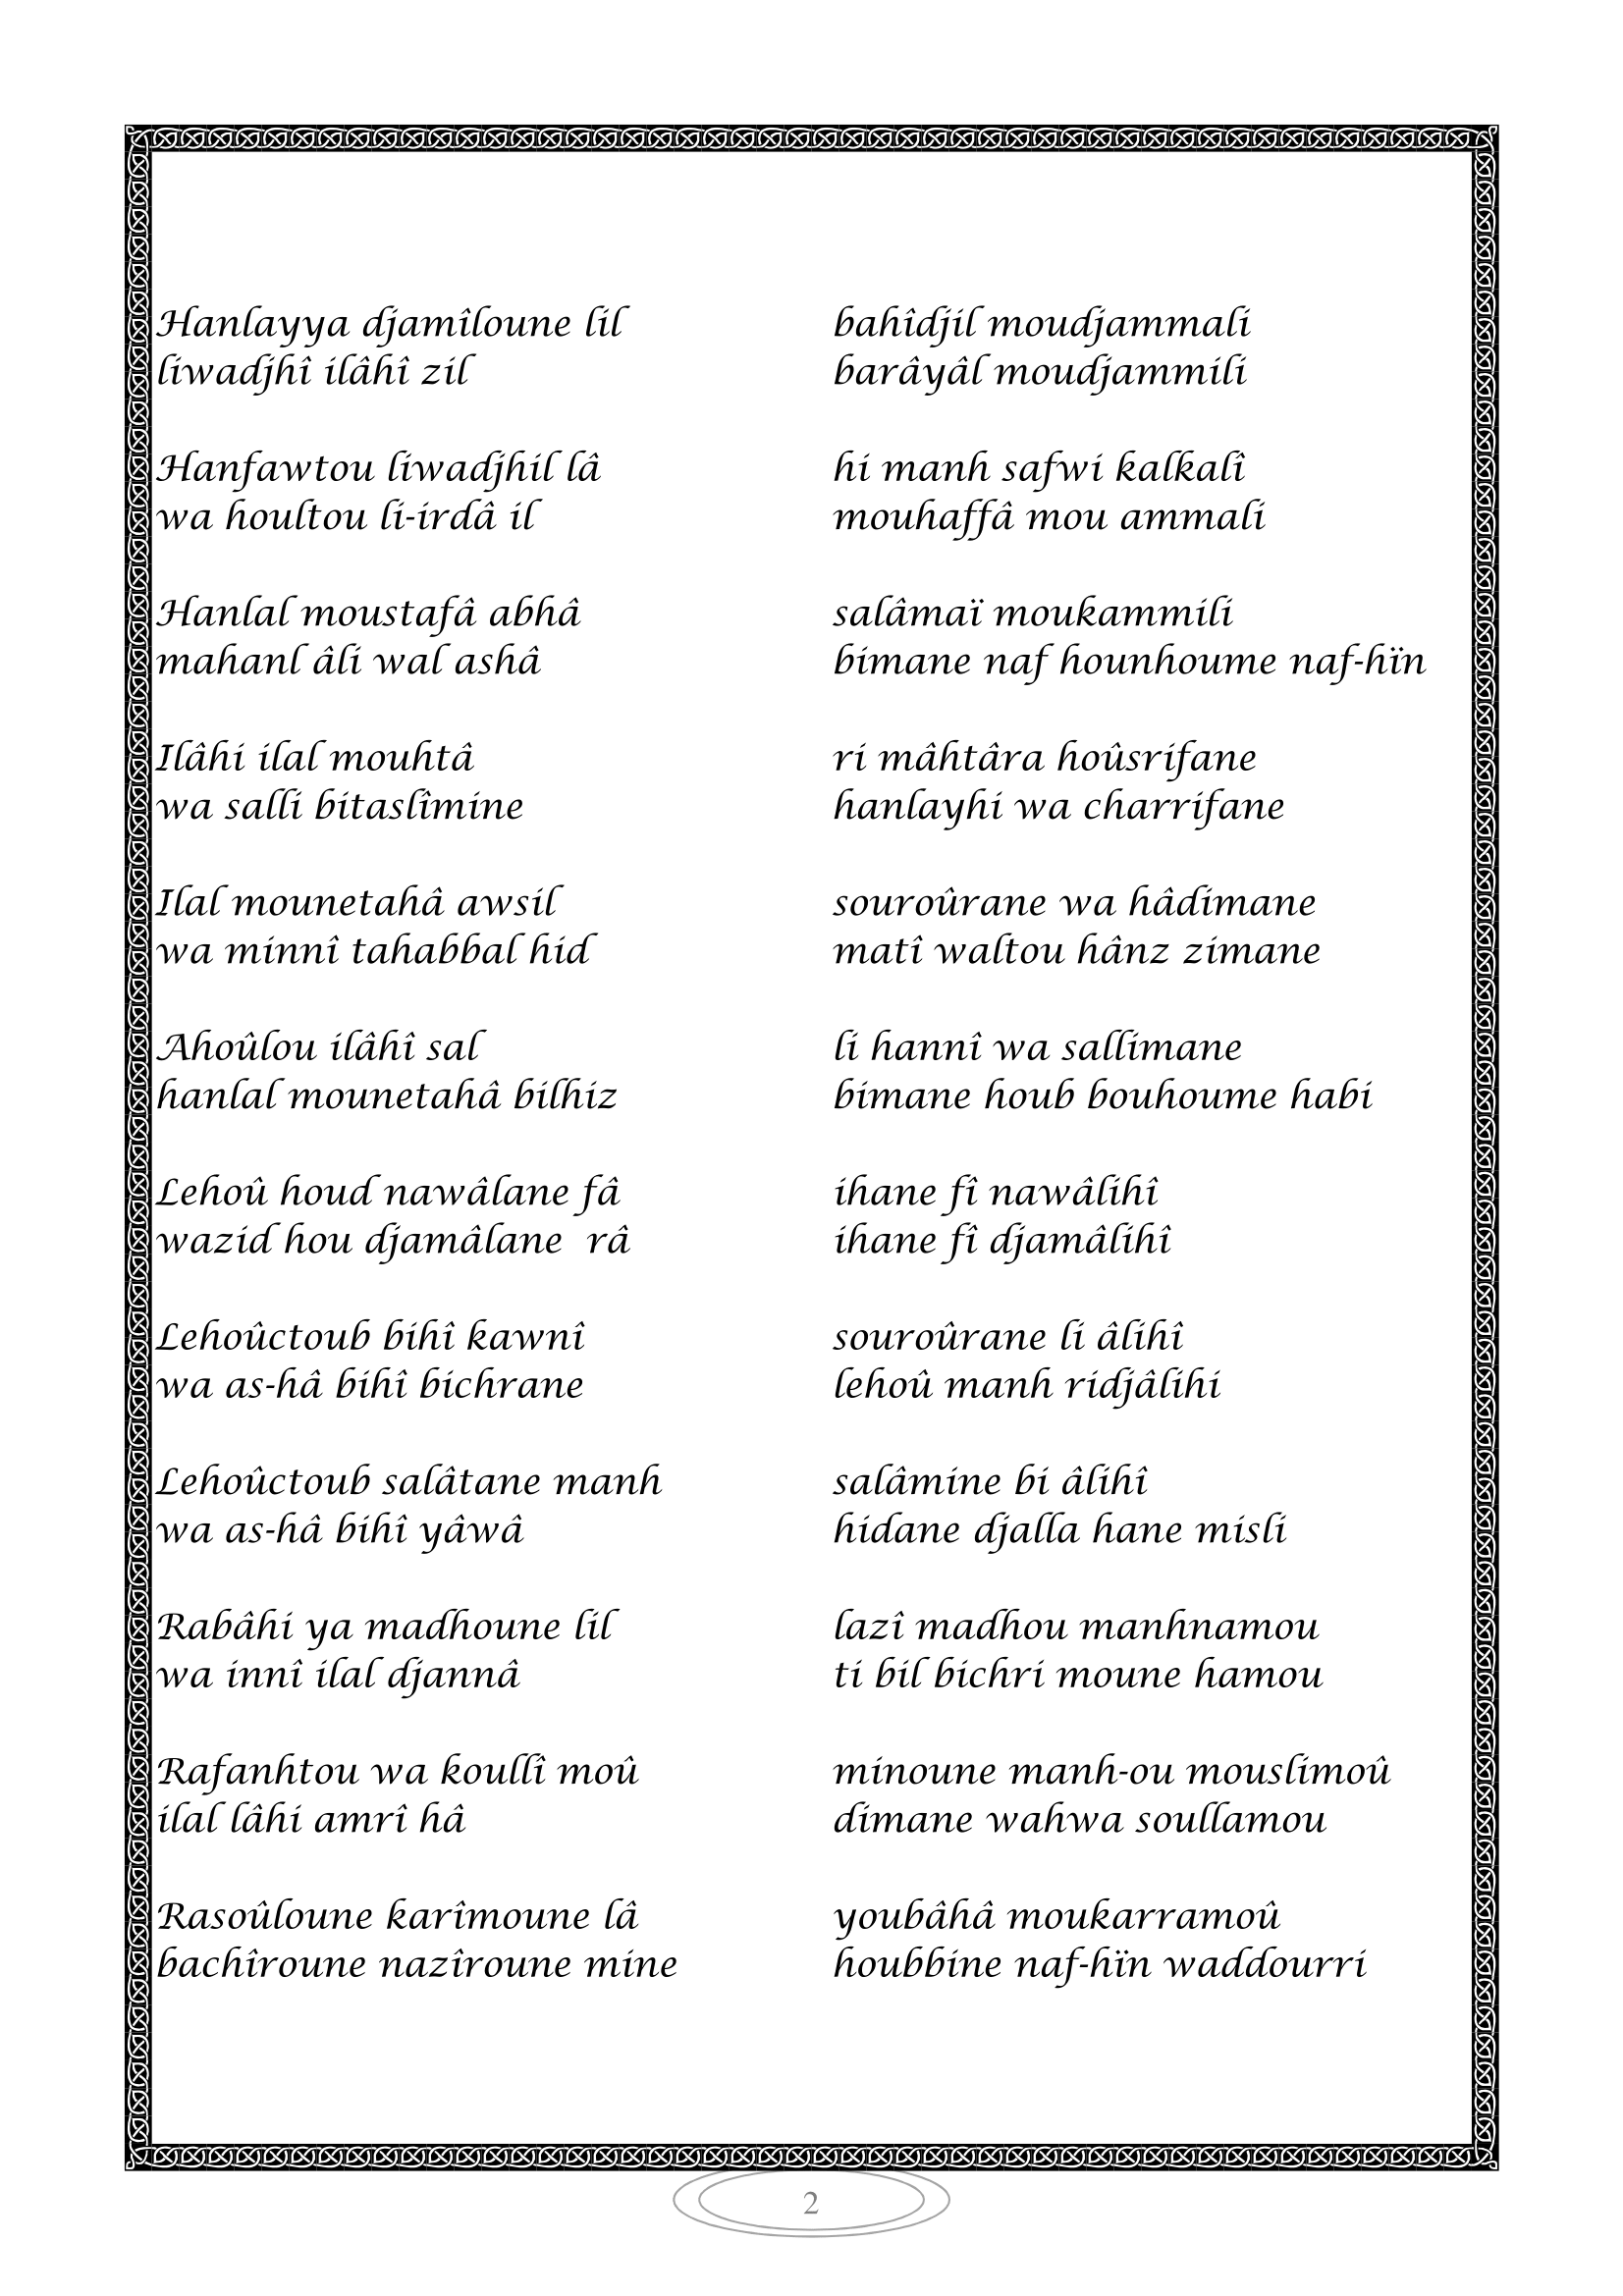 Hanlayya djamîloune lil bahîdjil moudjammali
liwadjhî ilâhî zil barâyâl moudjammili
Hanfawtou liwadjhil lâ hi manh safwi kalkalî
wa houltou li-irdâ il mouhaffâ mou ammali
Hanlal moustafâ abhâ salâmaï moukammili
mahanl âli wal ashâ bimane naf hounhoume naf-hïn
Ilâhi ilal mouhtâ ri mâhtâra hoûsrifane
wa salli bitaslîmine hanlayhi wa charrifane
Ilal mounetahâ awsil souroûrane wa hâdimane
wa minnî tahabbal hid matî waltou hânz zimane
Ahoûlou ilâhî sal li hannî wa sallimane
hanlal mounetahâ bilhiz bimane houb bouhoume habi
Lehoû houd nawâlane fâ ihane fî nawâlihî
wazid hou djamâlane râ ihane fî djamâlihî
Lehoûctoub bihî kawnî souroûrane li âlihî
wa as-hâ bihî bichrane lehoû manh ridjâlihi
Lehoûctoub salâtane manh salâmine bi âlihî
wa as-hâ bihî yâwâ hidane djalla hane misli
Rabâhi ya madhoune lil lazî madhou manhnamou
wa innî ilal djannâ ti bil bichri moune hamou
Rafanhtou wa koullî moû minoune manh-ou mouslimoû
ilal lâhi amrî hâ dimane wahwa soullamou
Rasoûloune karîmoune lâ youbâhâ moukarramoû
bachîroune nazîroune mine houbbine naf-hïn waddourri
2